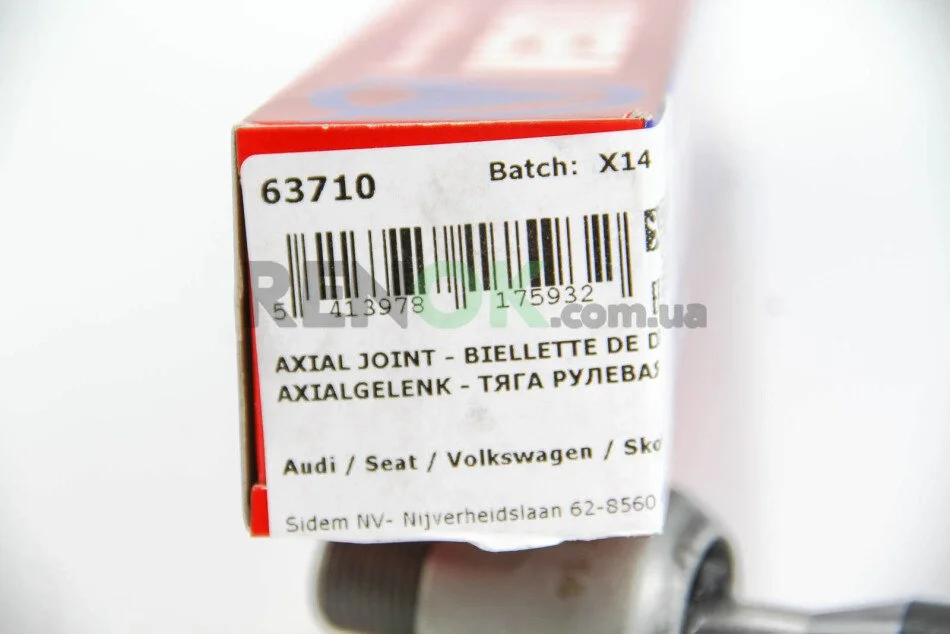 63710 Batch: X14
5 413978 175932
RENOK.com.ua
AXIAL JOINT - BIELLETTE DE D
AXIALGELENK - ТЯГА РУЛЕВАЯ
Audi / Seat / Volkswagen / Sko
Sidem NV- Nijverheidslaan 62-8560
14